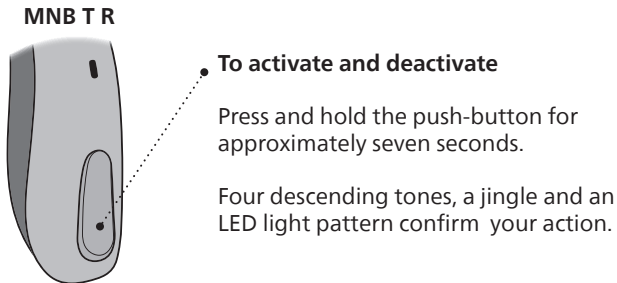 MNB T R
To activate and deactivate
Press and hold the push-button for
approximately seven seconds.
Four descending tones, a jingle and an
LED light pattern confirm your action.